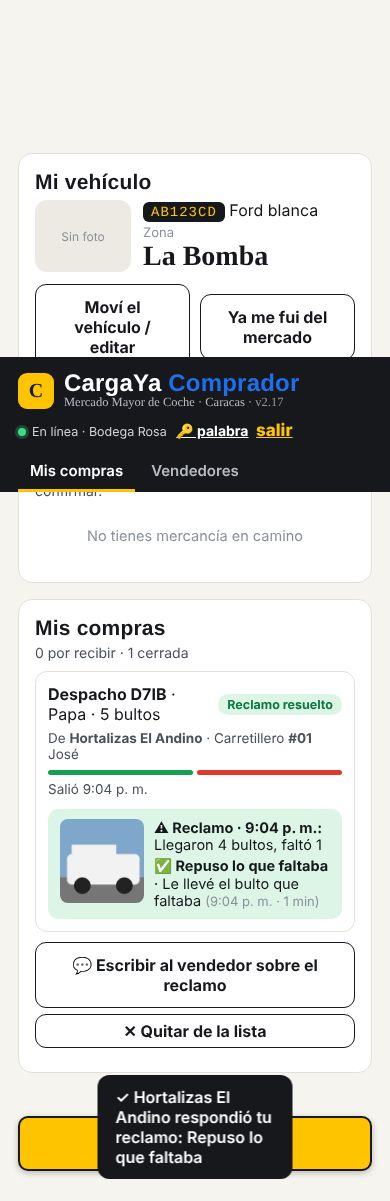 Mi vehículo
Sin foto
AB123CD Ford blanca
Zona
La Bomba
Moví el
vehículo /
editar
Ya me fui del
mercado
C
CargaYa Comprador
Mercado Mayor de Coche · Caracas · v2.17
En línea · Bodega Rosa 🔑 palabra salir
Mis compras Vendedores
confirmar.
No tienes mercancía en camino
Mis compras
0 por recibir · 1 cerrada
Despacho D7IB ·
Papa · 5 bultos
Reclamo resuelto
De Hortalizas El Andino · Carretillero #01
José
Salió 9:04 p. m.
⚠ Reclamo · 9:04 p. m.:
Llegaron 4 bultos, faltó 1
✅ Repuso lo que faltaba
· Le llevé el bulto que
faltaba (9:04 p. m. · 1 min)
💬 Escribir al vendedor sobre el
reclamo
✕ Quitar de la lista
✓ Hortalizas El
Andino respondió tu
reclamo: Repuso lo
que faltaba